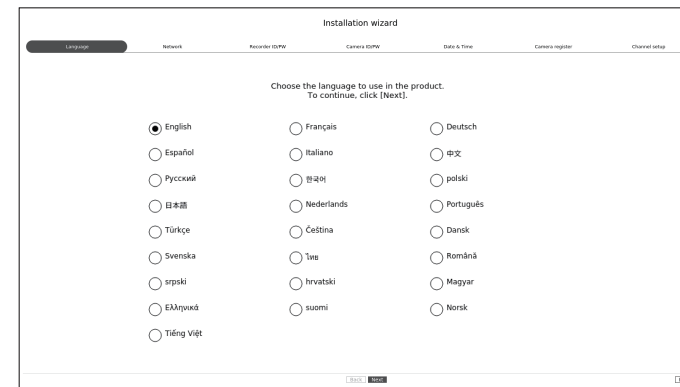 Installation wizard
Language Network Recorder ID/PW Camera ID/PW Date & Time Camera register Channel setup
Choose the language to use in the product.
To continue, click [Next].
English Français Deutsch
Español Italiano 中文
Русский 한국어 polski
日本語 Nederlands Português
Türkçe Čeština Dansk
Svenska ไทย Română
srpski hrvatski Magyar
Ελληνικά suomi Norsk
Tiếng Việt
Back Next